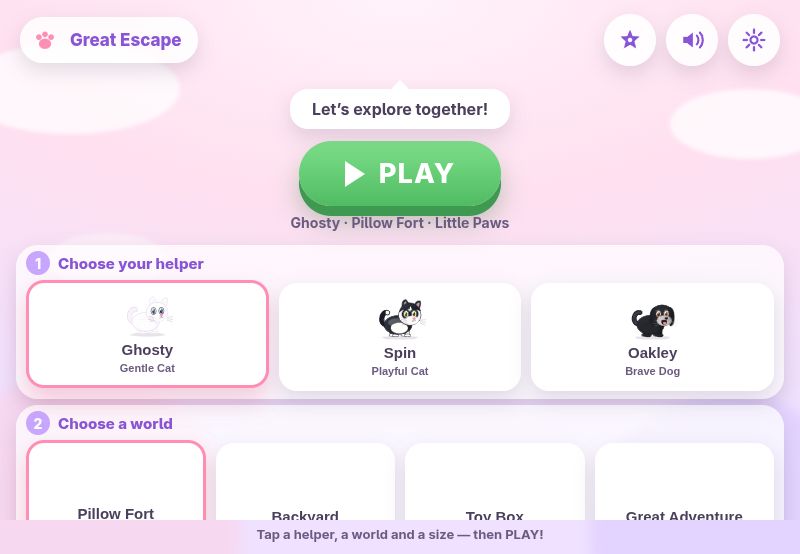 Great Escape
Let's explore together!
PLAY
Ghosty · Pillow Fort · Little Paws
1 Choose your helper
Ghosty
Gentle Cat
Spin
Playful Cat
Oakley
Brave Dog
2 Choose a world
Pillow Fort
Backyard
Toy Box
Great Adventure
Tap a helper, a world and a size — then PLAY!